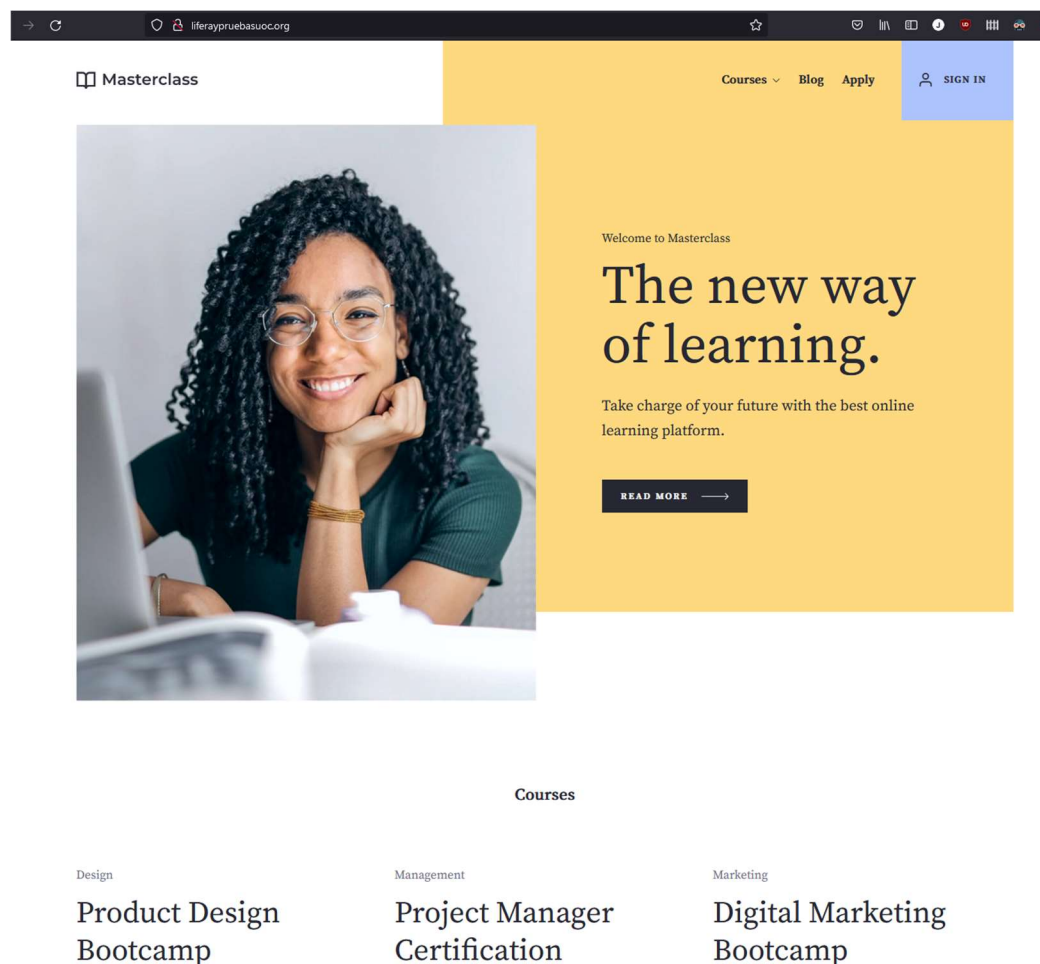 liferaypruebasuoc.org
Masterclass
Courses Blog Apply SIGN IN
Welcome to Masterclass
The new way
of learning.
Take charge of your future with the best online
learning platform.
READ MORE
Courses
Design
Product Design
Bootcamp
Management
Project Manager
Certification
Marketing
Digital Marketing
Bootcamp